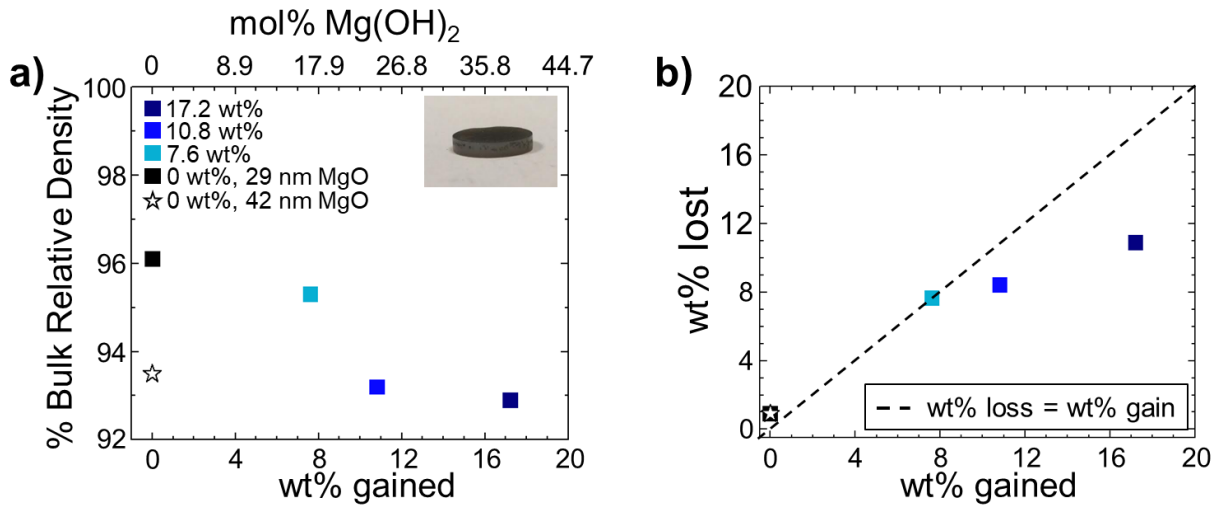 mol% Mg(OH)2
0 8.9 17.9 26.8 35.8 44.7
a)
100
98
96
94
92
% Bulk Relative Density
17.2 wt%
10.8 wt%
7.6 wt%
0 wt%, 29 nm MgO
0 wt%, 42 nm MgO
0 4 8 12 16 20
wt% gained
b)
20
16
12
8
4
0
wt% lost
wt% loss = wt% gain
0 4 8 12 16 20
wt% gained